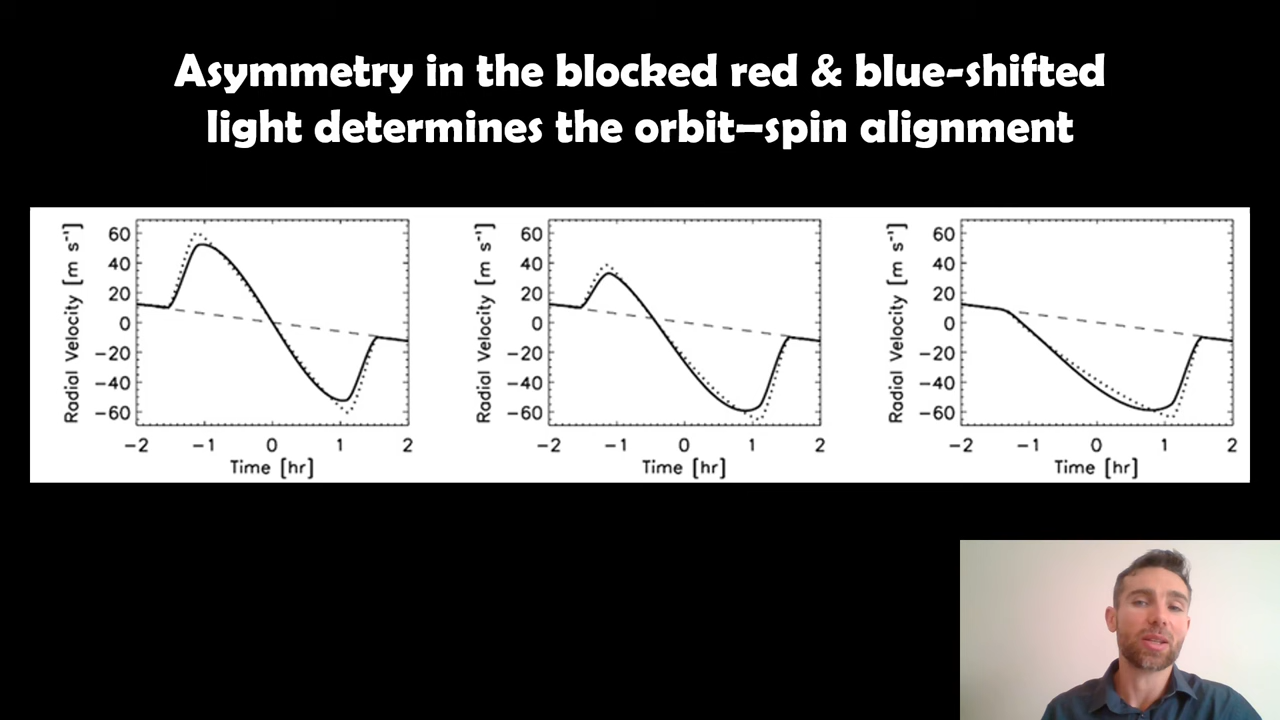 Asymmetry in the blocked red & blue-shifted
light determines the orbit–spin alignment
Radial Velocity [m s⁻¹]
60
40
20
0
−20
−40
−60
−2 −1 0 1 2
Time [hr]
Radial Velocity [m s⁻¹]
60
40
20
0
−20
−40
−60
−2 −1 0 1 2
Time [hr]
Radial Velocity [m s⁻¹]
60
40
20
0
−20
−40
−60
−2 −1 0 1 2
Time [hr]